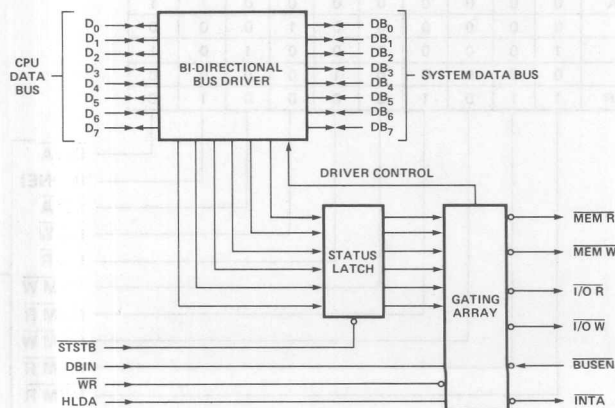 D0
D1
D2
D3
D4
D5
D6
D7
CPU
DATA
BUS
BI-DIRECTIONAL
BUS DRIVER
DB0
DB1
DB2
DB3
DB4
DB5
DB6
DB7
SYSTEM DATA BUS
DRIVER CONTROL
STATUS
LATCH
GATING
ARRAY
MEM R
MEM W
I/O R
I/O W
BUSEN
INTA
STSTB
DBIN
WR
HLDA